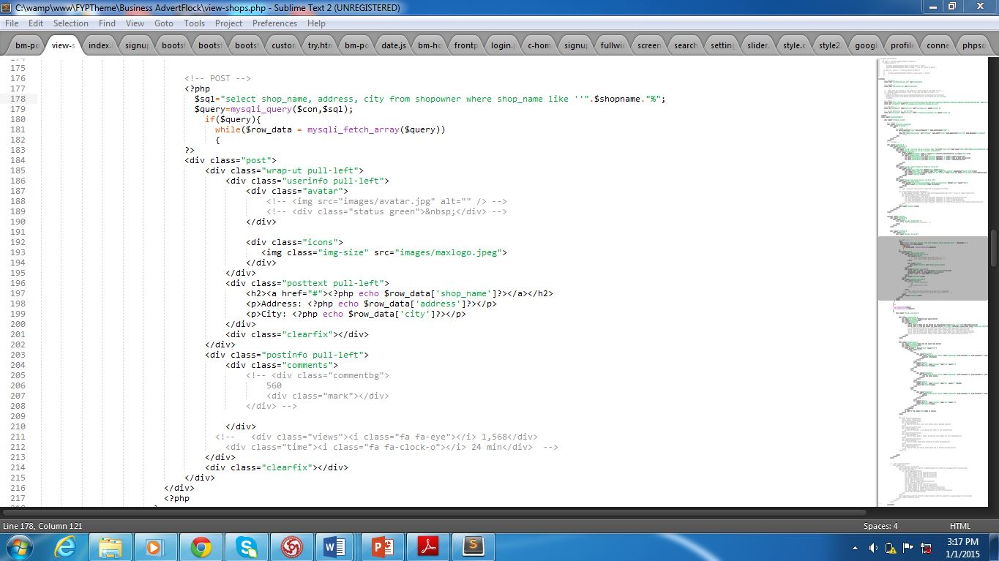 C:\wamp\www\FYPTheme\Business AdvertFlock\view-shops.php - Sublime Text 2 (UNREGISTERED)
File Edit Selection Find View Goto Tools Project Preferences Help
bm-pc view-s index. signup bootst bootst bootst custon try.htn bm-pc date.js bm-hc frontp login.p c-hom signup fullwic screen search setting slider. style.c style2. googl profile conne phpsc
174
175
176 <!-- POST -->
177 <?php
178 $sql="select shop_name, address, city from shopowner where shop_name like ''".$shopname."%";
179 $query=mysqli_query($con,$sql);
180 if($query)
181 while($row_data = mysqli_fetch_array($query))
182 {
183 ?>
184 <div class="post">
185 <div class="wrap-ut pull-left">
186 <div class="userinfo pull-left">
187 <div class="avatar">
188 <!-- <img src="images/avatar.jpg" alt="" /> -->
189 <!-- <div class="status green">&nbsp;</div> -->
190 </div>
191
192 <div class="icons">
193 <img class="img-size" src="images/maxlogo.jpeg">
194 </div>
195 </div>
196 <div class="posttext pull-left">
197 <h2><a href="#"><?php echo $row_data['shop_name']?></a></h2>
198 <p>Address: <?php echo $row_data['address']?></p>
199 <p>City: <?php echo $row_data['city']?></p>
200 </div>
201 <div class="clearfix"></div>
202 </div>
203 <div class="postinfo pull-left">
204 <div class="comments">
205 <!-- <div class="commentbg">
206 560
207 <div class="mark"></div>
208 </div> -->
209
210 </div>
211 <!-- <div class="views"><i class="fa fa-eye"></i> 1,568</div>
212 <div class="time"><i class="fa fa-clock-o"></i> 24 min</div> -->
213 </div>
214 <div class="clearfix"></div>
215 </div>
216 </div>
217 <?php
Line 178, Column 121 Spaces: 4 HTML
3:17 PM
1/1/2015